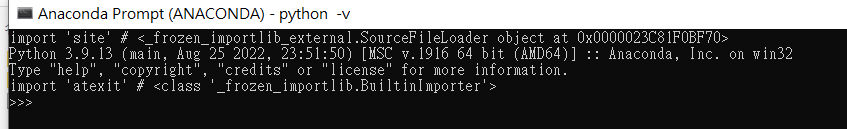 Anaconda Prompt (ANACONDA) - python  -v
import 'site' # <_frozen_importlib_external.SourceFileLoader object at 0x0000023C81F0BF70>
Python 3.9.13 (main, Aug 25 2022, 23:51:50) [MSC v.1916 64 bit (AMD64)] :: Anaconda, Inc. on win32
Type "help", "copyright", "credits" or "license" for more information.
import 'atexit' # <class '_frozen_importlib.BuiltinImporter'>
>>>